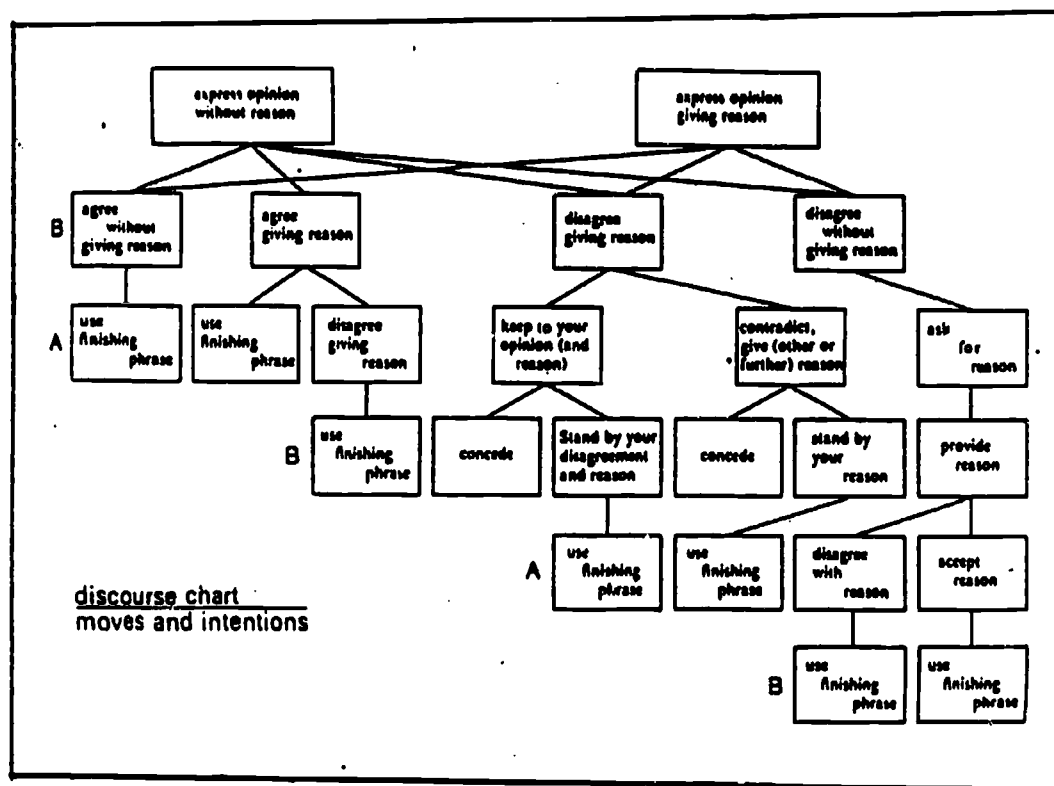 express opinion
without reason
express opinion
giving reason
B
agree
without
giving reason
agree
giving reason
disagree
giving reason
disagree
without
giving reason
A
use
finishing
phrase
use
finishing
phrase
disagree
giving
reason
keep to your
opinion (and
reason)
contradict,
give (other or
further) reason
ask
for
reason
B
use
finishing
phrase
concede
Stand by your
disagreement
and reason
concede
stand by
your
reason
provide
reason
A
use
finishing
phrase
use
finishing
phrase
disagree
with
reason
accept
reason
discourse chart
moves and intentions
B
use
finishing
phrase
use
finishing
phrase